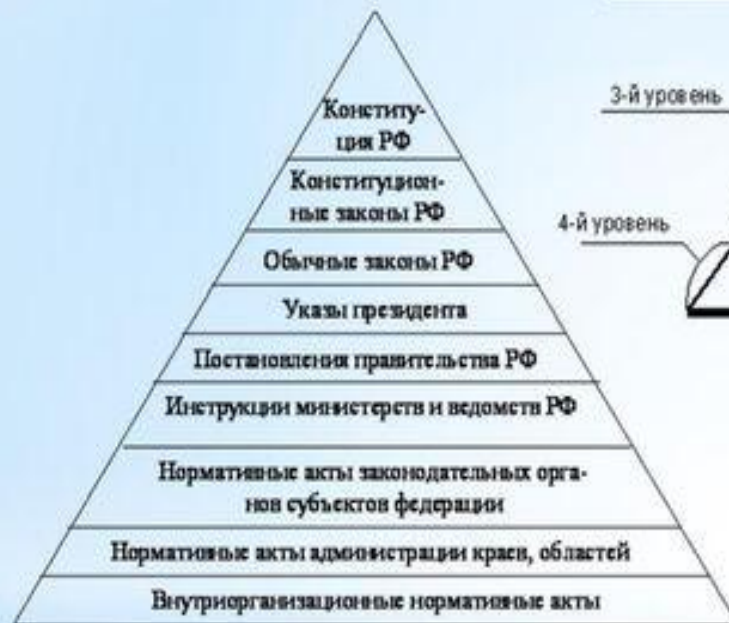 Конститу-
ция РФ
Конституцион-
ные законы РФ
Обычные законы РФ
Указы президента
Постановления правительства РФ
Инструкции министерств и ведомств РФ
Нормативные акты законодательных орга-
нов субъектов федерации
Нормативные акты администрации краев, областей
Внутриорганизационные нормативные акты
3-й уровень
4-й уровень